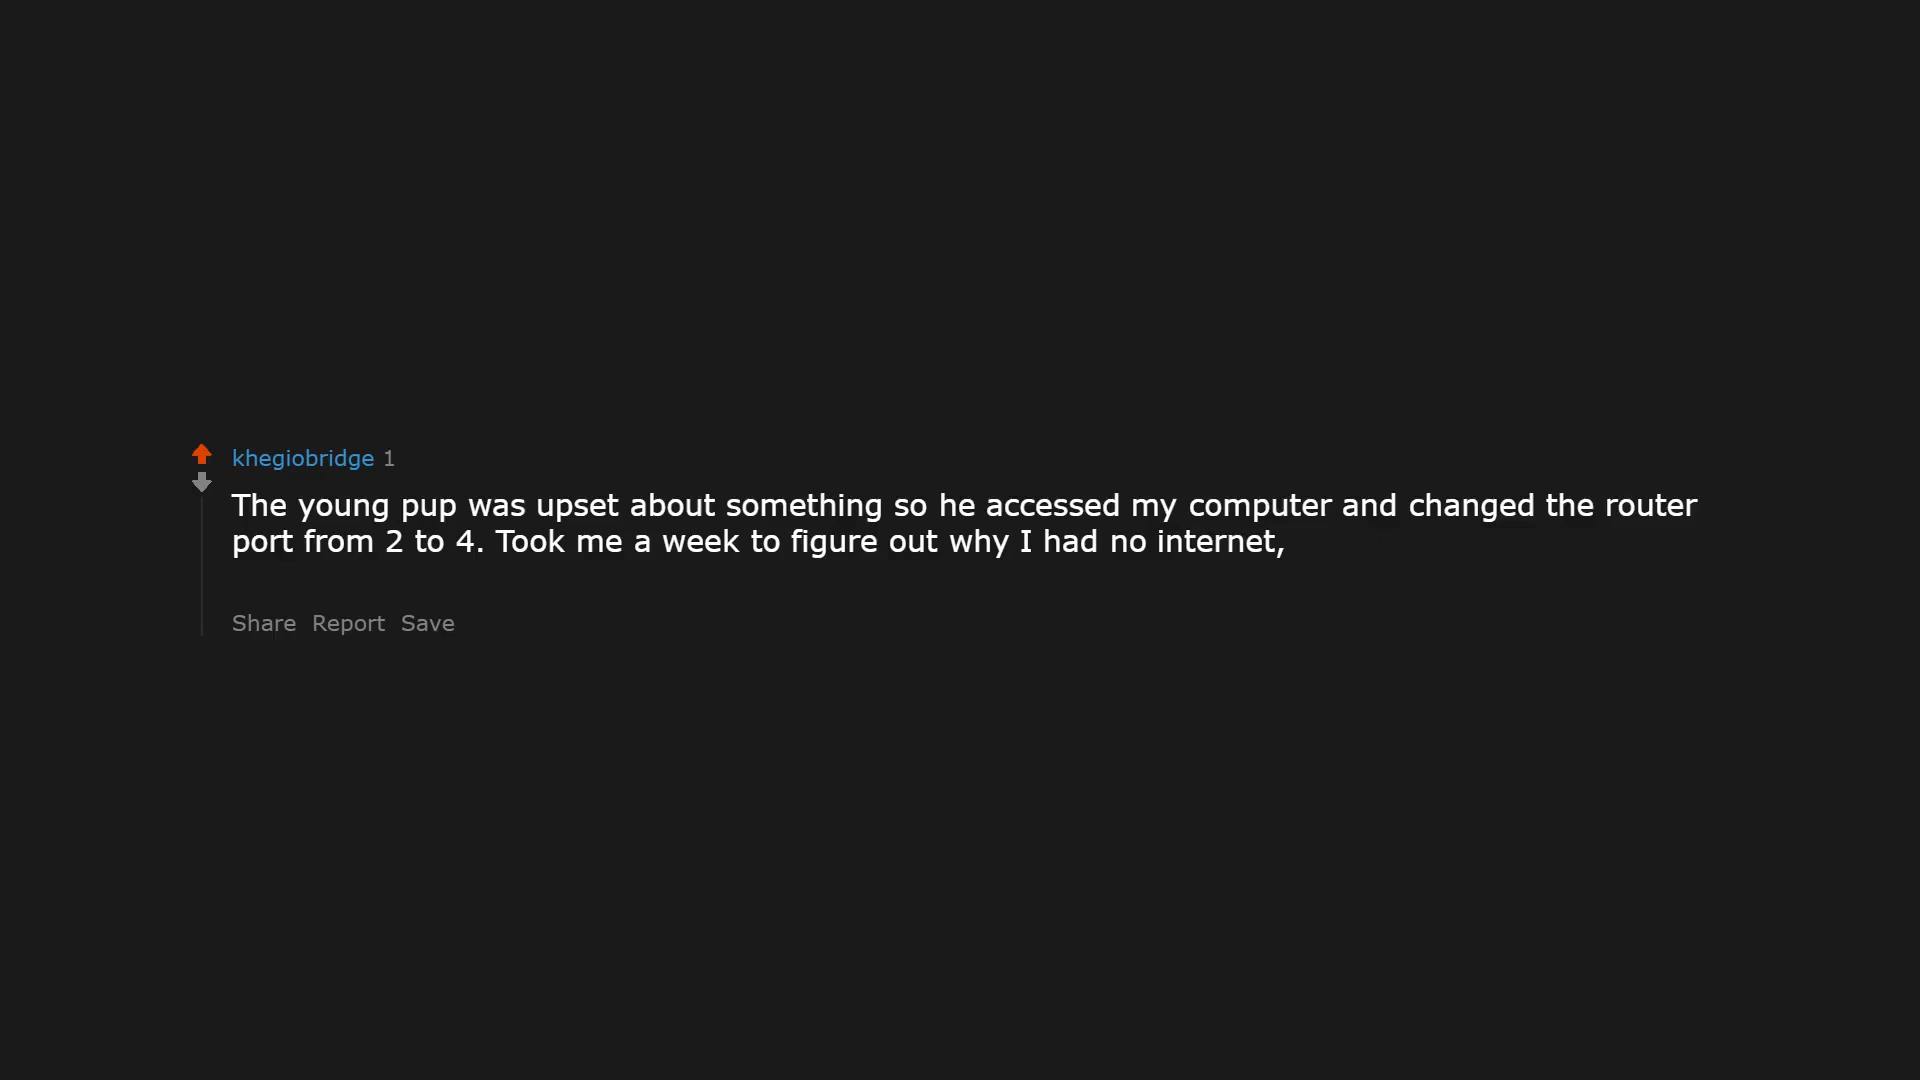 khegiobridge 1
The young pup was upset about something so he accessed my computer and changed the router
port from 2 to 4. Took me a week to figure out why I had no internet,
Share Report Save